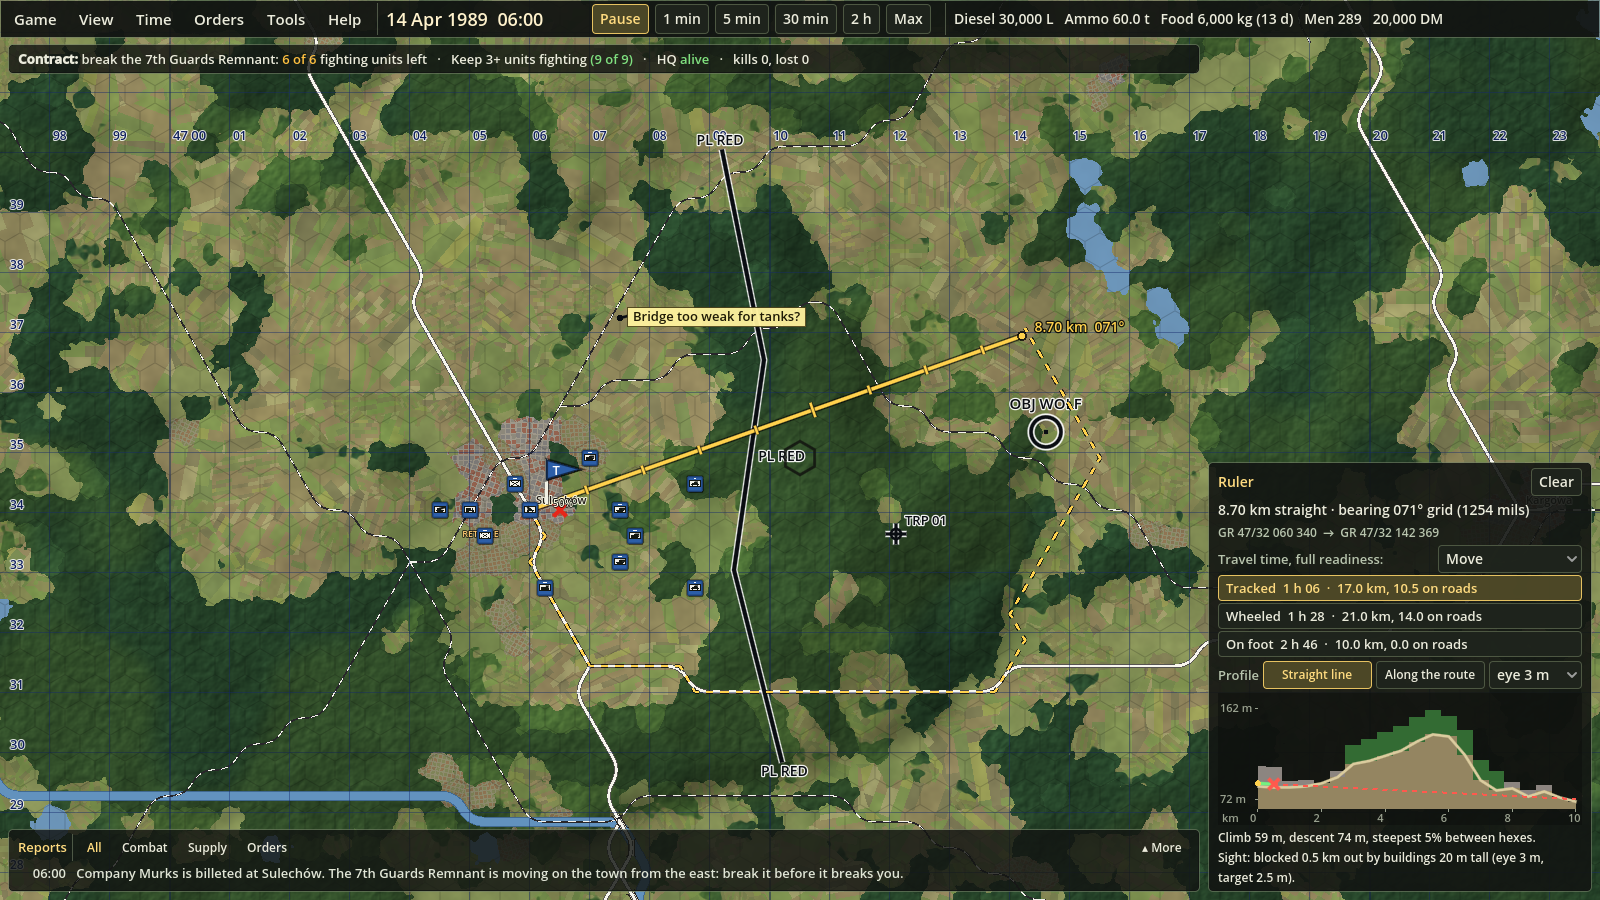 Game View Time Orders Tools Help 14 Apr 1989 06:00 Pause 1 min 5 min 30 min 2 h Max Diesel 30,000 L Ammo 60.0 t Food 6,000 kg (13 d) Men 289 20,000 DM
Contract: break the 7th Guards Remnant: 6 of 6 fighting units left · Keep 3+ units fighting (9 of 9) · HQ alive · kills 0, lost 0
98 99 47 00 01 02 03 04 05 06 07 08 10 11 12 13 14 15 16 17 18 19 20 21 22 23
PL RED
39
38
37
Bridge too weak for tanks?
8.70 km 071°
36
OBJ WOLF
35
PL RED
T
34
50%
TRP 01
33
32
31
30
PL RED
29
Ruler Clear
8.70 km straight · bearing 071° grid (1254 mils)
GR 47/32 060 340 → GR 47/32 142 369
Travel time, full readiness: Move
Tracked 1 h 06 · 17.0 km, 10.5 on roads
Wheeled 1 h 28 · 21.0 km, 14.0 on roads
On foot 2 h 46 · 10.0 km, 0.0 on roads
Profile Straight line Along the route eye 3 m
162 m
72 m
km 0 2 4 6 8 10
Climb 59 m, descent 74 m, steepest 5% between hexes.
Sight: blocked 0.5 km out by buildings 20 m tall (eye 3 m,
target 2.5 m).
Reports All Combat Supply Orders ▴ More
06:00 Company Murks is billeted at Sulechów. The 7th Guards Remnant is moving on the town from the east: break it before it breaks you.